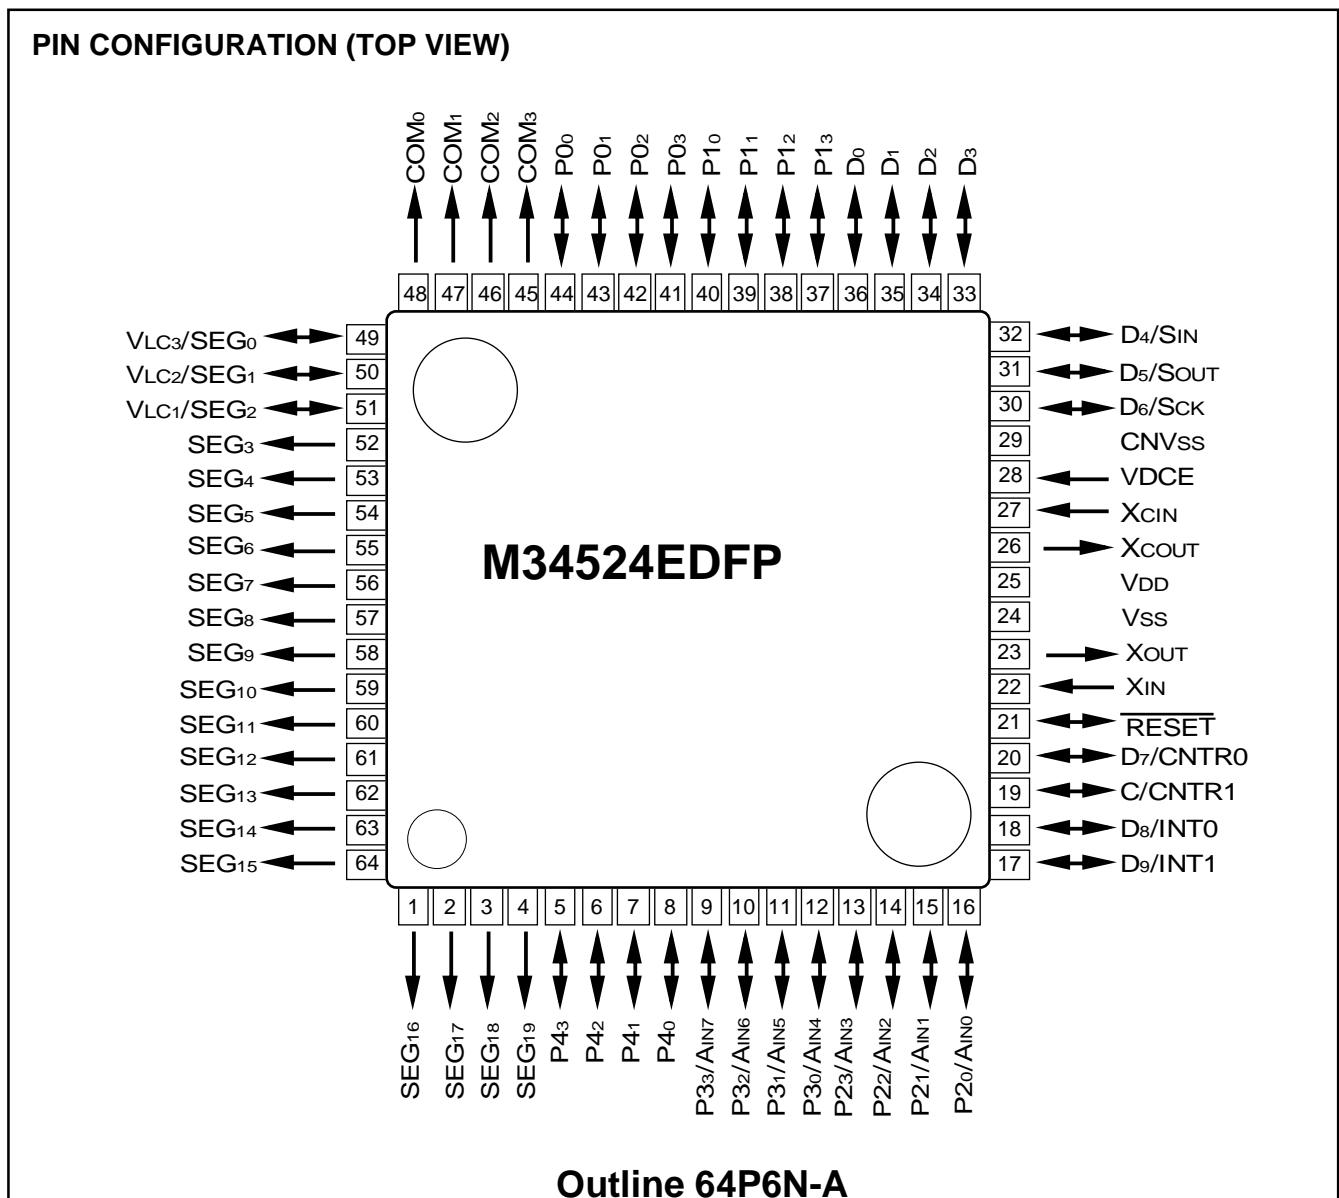 PIN CONFIGURATION (TOP VIEW)
COM0
COM1
COM2
COM3
P00
P01
P02
P03
P10
P11
P12
P13
D0
D1
D2
D3
48 47 46 45 44 43 42 41 40 39 38 37 36 35 34 33
VLC3/SEG0 49
VLC2/SEG1 50
VLC1/SEG2 51
SEG3 52
SEG4 53
SEG5 54
SEG6 55
SEG7 56
SEG8 57
SEG9 58
SEG10 59
SEG11 60
SEG12 61
SEG13 62
SEG14 63
SEG15 64
M34524EDFP
32 D4/SIN
31 D5/SOUT
30 D6/SCK
29 CNVSS
28 VDCE
27 XCIN
26 XCOUT
25 VDD
24 VSS
23 XOUT
22 XIN
21 RESET
20 D7/CNTR0
19 C/CNTR1
18 D8/INT0
17 D9/INT1
1 2 3 4 5 6 7 8 9 10 11 12 13 14 15 16
SEG16
SEG17
SEG18
SEG19
P43
P42
P41
P40
P33/AIN7
P32/AIN6
P31/AIN5
P30/AIN4
P23/AIN3
P22/AIN2
P21/AIN1
P20/AIN0
Outline 64P6N-A